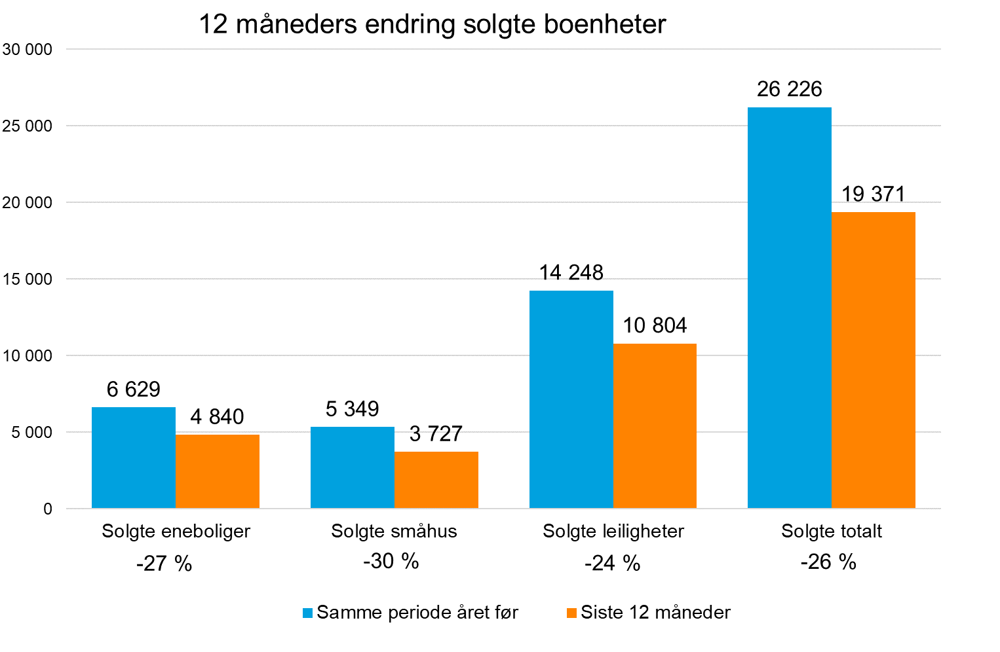 12 måneders endring solgte boenheter
30 000
25 000
20 000
15 000
10 000
5 000
0
6 629
4 840
5 349
3 727
14 248
10 804
26 226
19 371
Solgte eneboliger
Solgte småhus
Solgte leiligheter
Solgte totalt
-27 %
-30 %
-24 %
-26 %
Samme periode året før
Siste 12 måneder